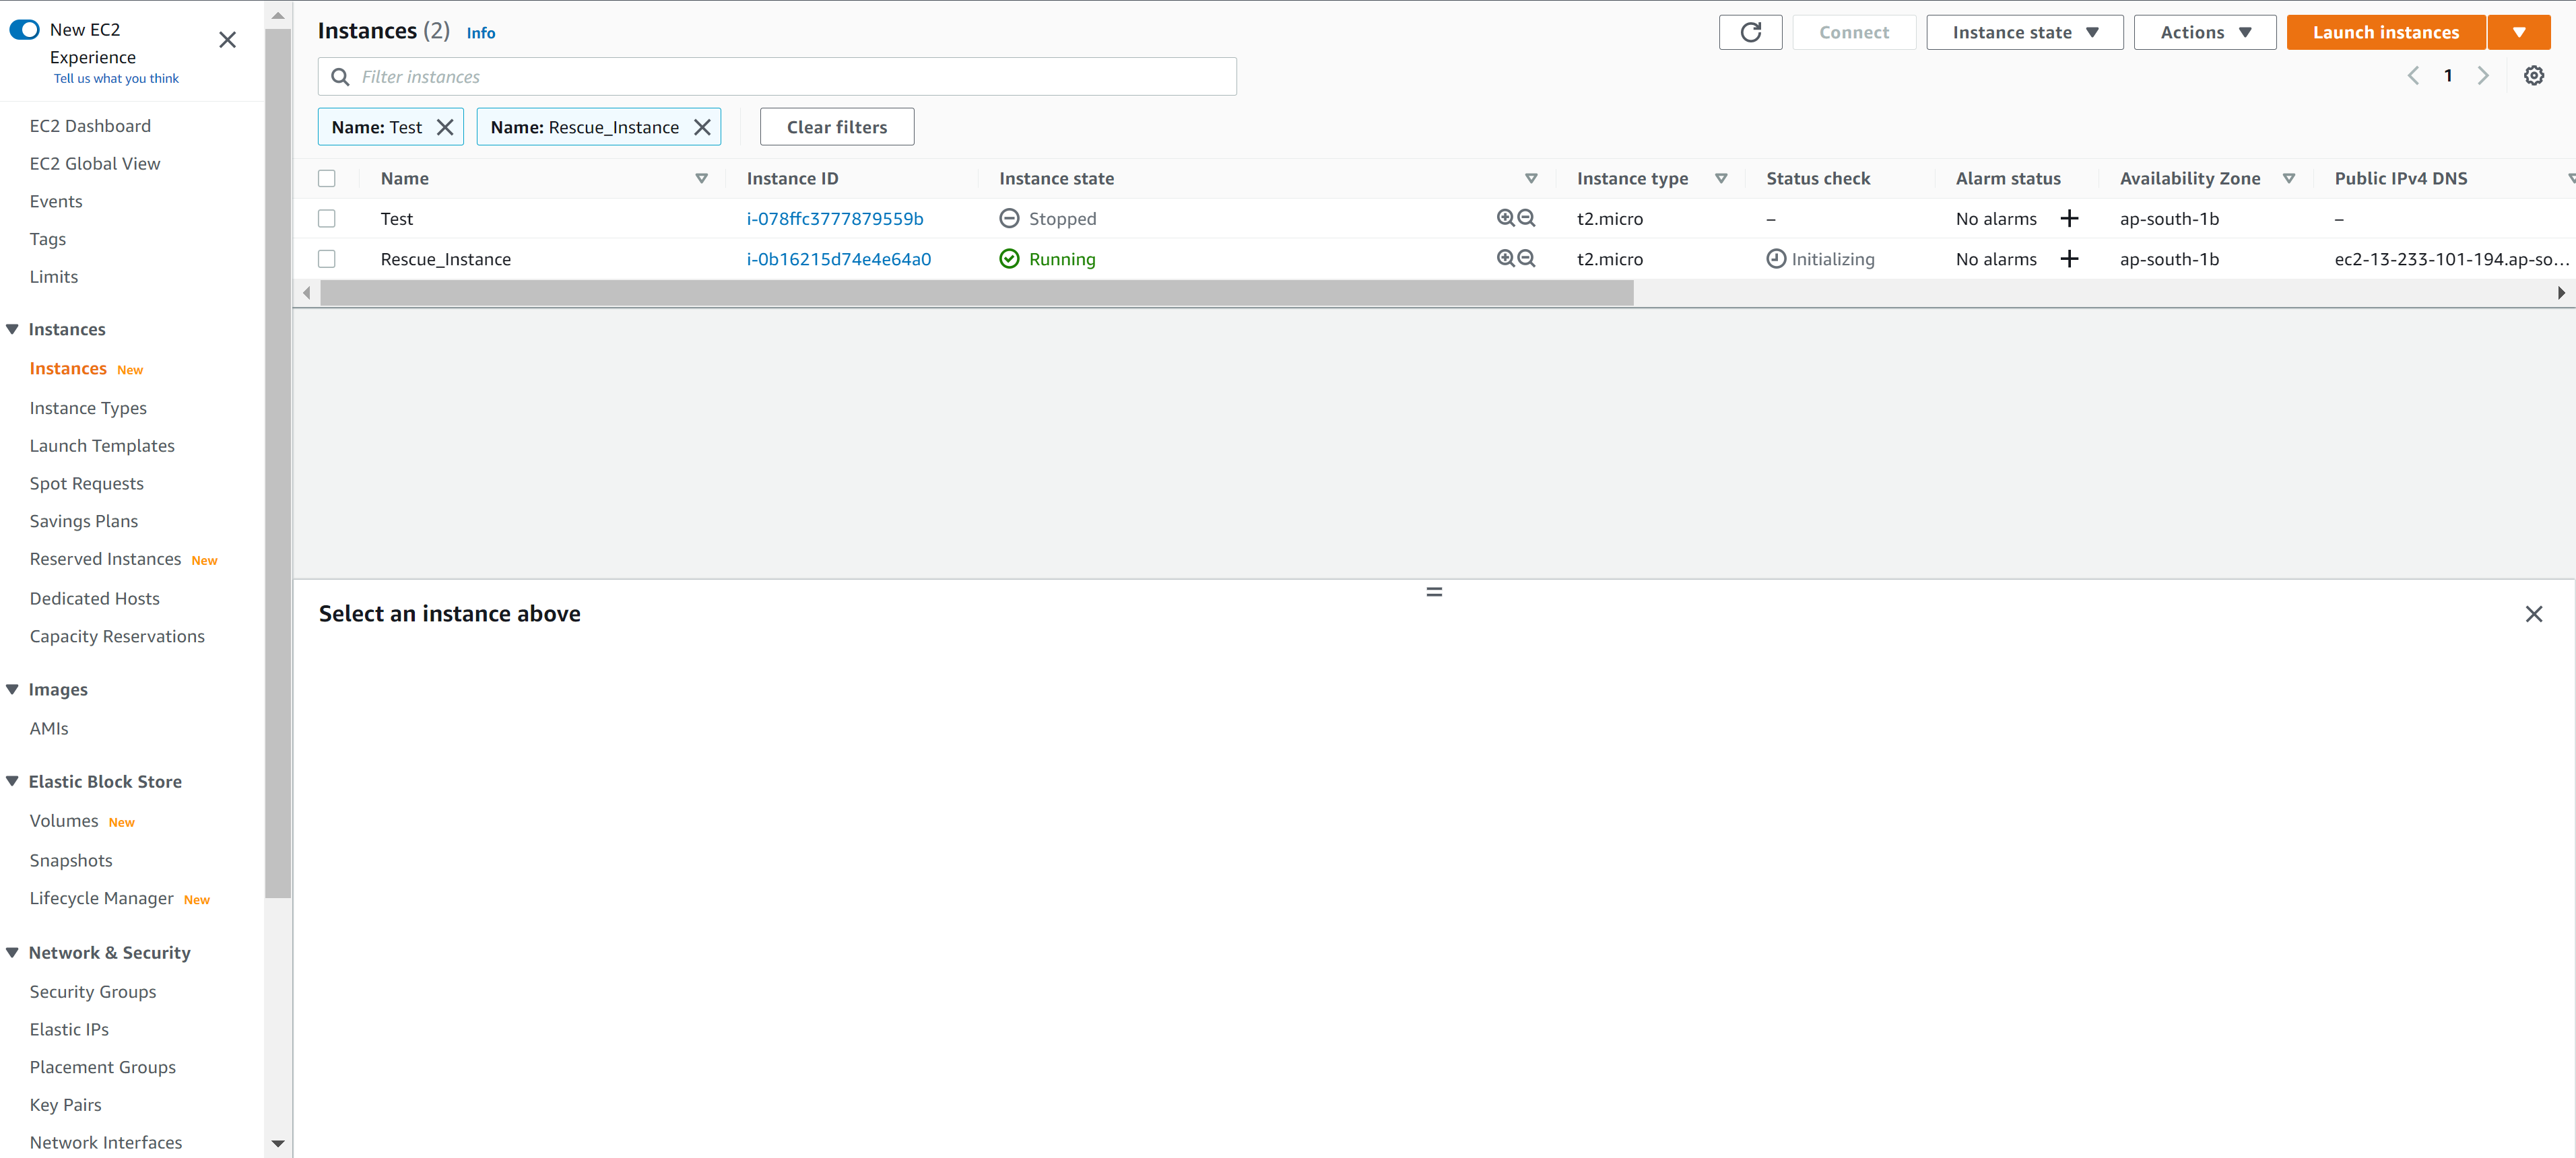 New EC2
Experience
Tell us what you think
EC2 Dashboard
EC2 Global View
Events
Tags
Limits
Instances
Instances New
Instance Types
Launch Templates
Spot Requests
Savings Plans
Reserved Instances New
Dedicated Hosts
Capacity Reservations
Images
AMIs
Elastic Block Store
Volumes New
Snapshots
Lifecycle Manager New
Network & Security
Security Groups
Elastic IPs
Placement Groups
Key Pairs
Network Interfaces
Instances (2) Info
Connect Instance state Actions Launch instances
Filter instances
1
Name: Test Name: Rescue_Instance Clear filters
Name Instance ID Instance state Instance type Status check Alarm status Availability Zone Public IPv4 DNS
Test i-078ffc3777879559b Stopped t2.micro – No alarms + ap-south-1b –
Rescue_Instance i-0b16215d74e4e64a0 Running t2.micro Initializing No alarms + ap-south-1b ec2-13-233-101-194.ap-so...
Select an instance above